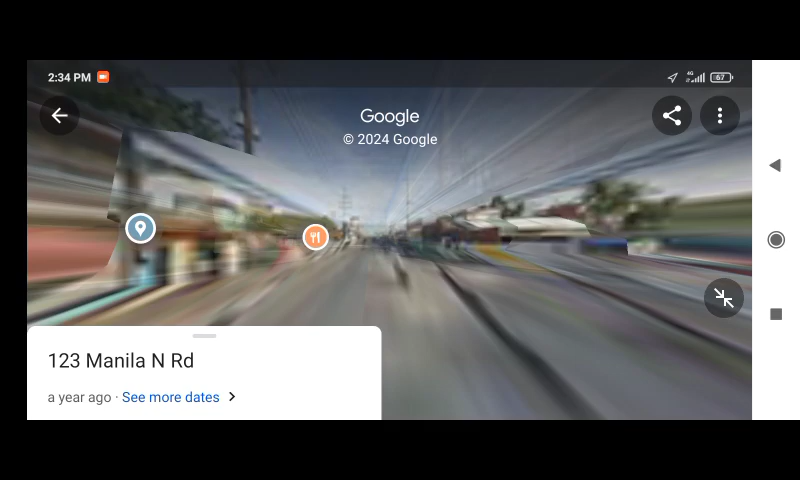 2:34 PM
4G
67
Google
© 2024 Google
123 Manila N Rd
a year ago · See more dates